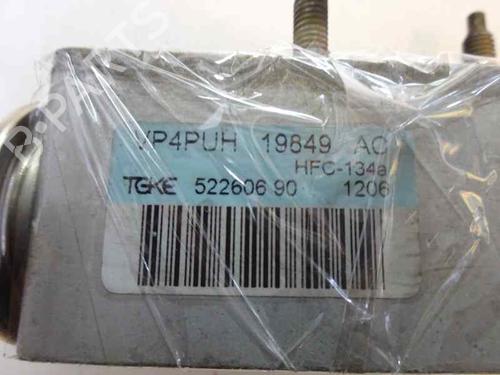 YP4PUH 19849 AC
HFC-134a
TGKE 522606 90 1206
B-PARTS